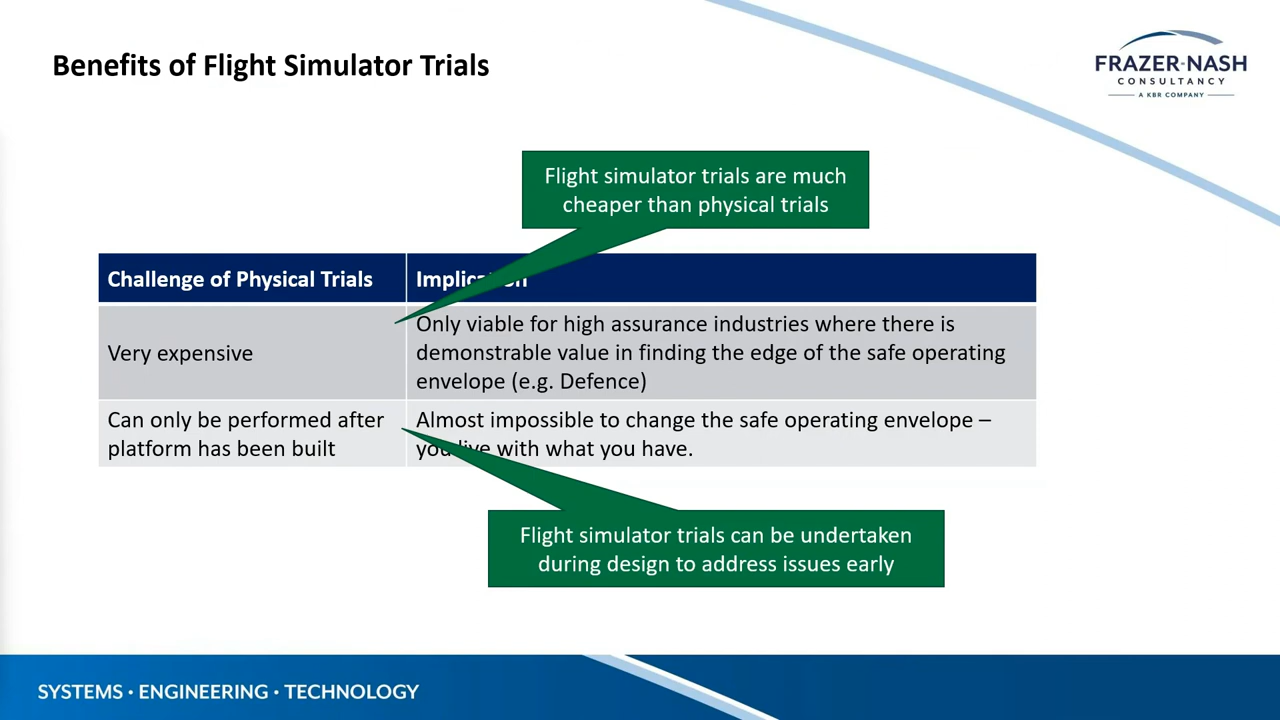 Benefits of Flight Simulator Trials
FRAZER-NASH
CONSULTANCY
A KBR COMPANY
Flight simulator trials are much
cheaper than physical trials
Challenge of Physical Trials
Very expensive
Only viable for high assurance industries where there is
demonstrable value in finding the edge of the safe operating
envelope (e.g. Defence)
Can only be performed after
platform has been built
Almost impossible to change the safe operating envelope –
with what you have.
Flight simulator trials can be undertaken
during design to address issues early
SYSTEMS · ENGINEERING · TECHNOLOGY